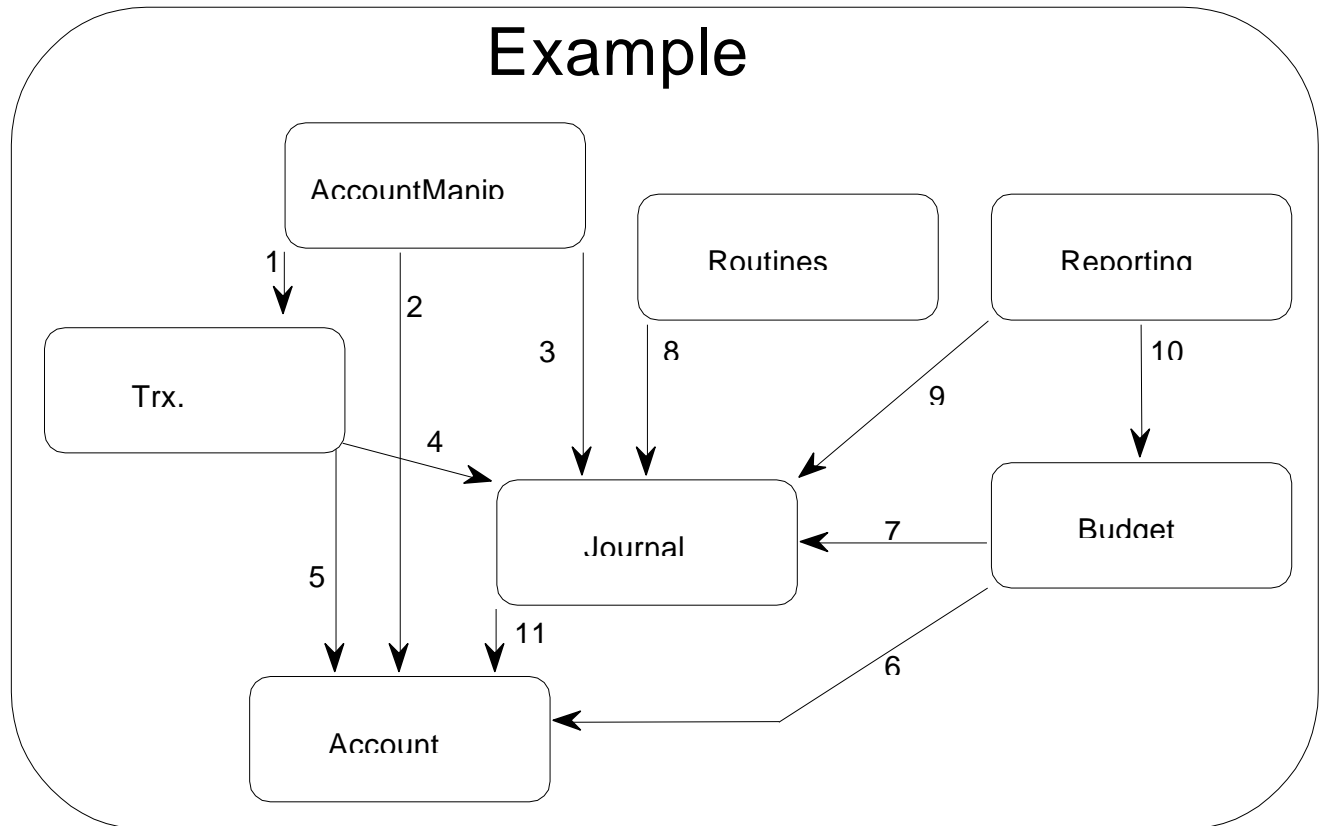 Example
AccountManip
Routines
Reporting
1
2
3
8
10
9
Trx.
4
7
Budget
Journal
5
11
6
Account